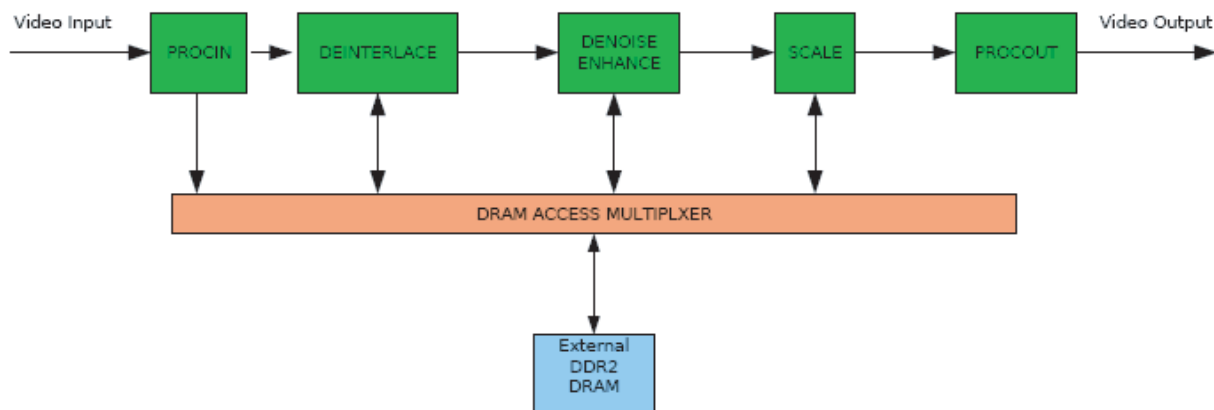 Video Input
Video Output
PROCIN
DEINTERLACE
DENOISE
ENHANCE
SCALE
PROCOUT
DRAM ACCESS MULTIPLXER
External
DDR2
DRAM